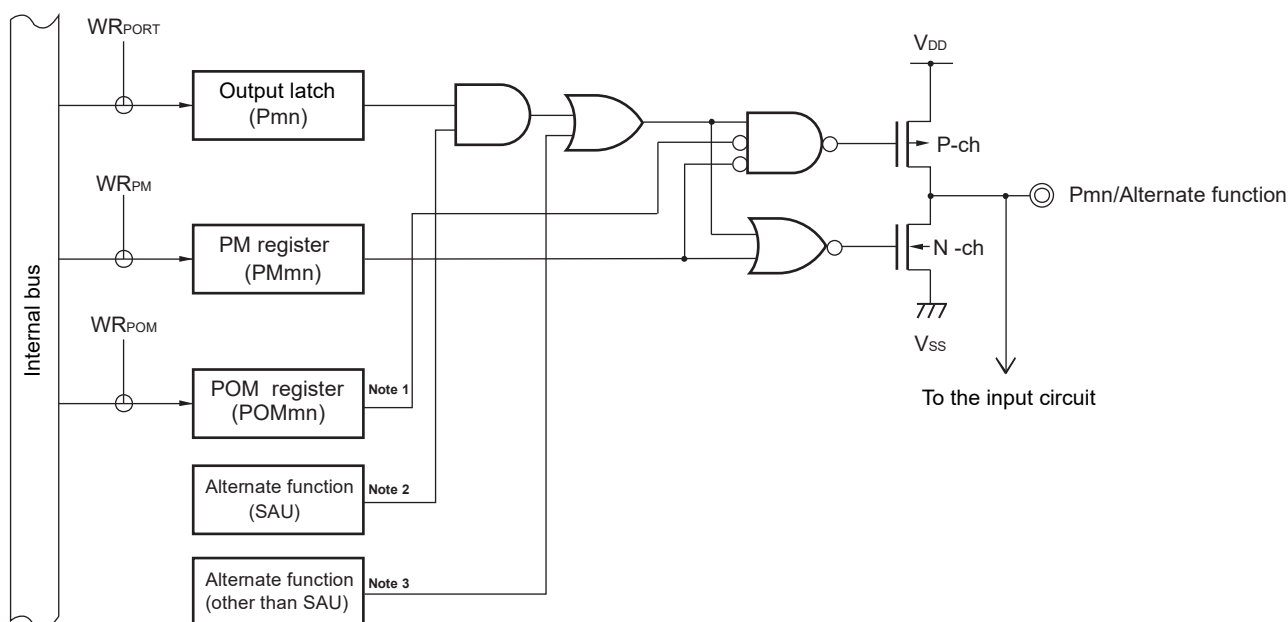 Internal bus
WRPORT
Output latch
(Pmn)
WRPM
PM register
(PMmn)
WRPOM
POM register
(POMmn)
Note 1
Alternate function
(SAU)
Note 2
Alternate function
(other than SAU)
Note 3
VDD
P-ch
Pmn/Alternate function
N -ch
VSS
To the input circuit